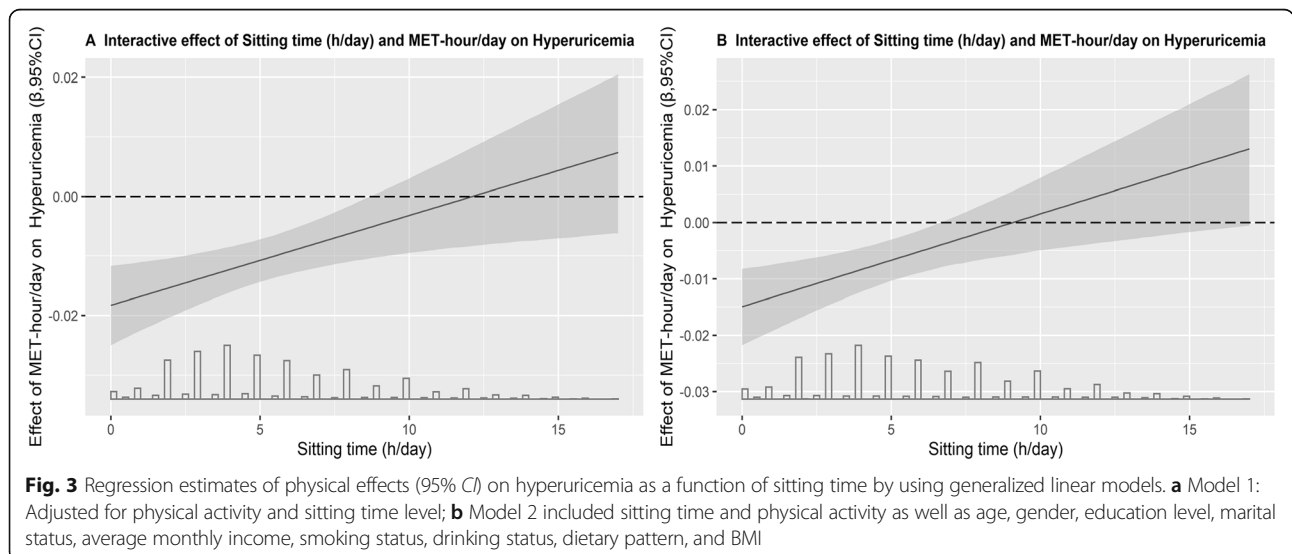 A Interactive effect of Sitting time (h/day) and MET-hour/day on Hyperuricemia
Effect of MET-hour/day on Hyperuricemia (β,95%CI)
0.02
0.00
-0.02
0
5
10
15
Sitting time (h/day)
B Interactive effect of Sitting time (h/day) and MET-hour/day on Hyperuricemia
Effect of MET-hour/day on Hyperuricemia (β,95%CI)
0.02
0.01
0.00
-0.01
-0.02
-0.03
0
5
10
15
Sitting time (h/day)
Fig. 3 Regression estimates of physical effects (95% CI) on hyperuricemia as a function of sitting time by using generalized linear models. a Model 1:
Adjusted for physical activity and sitting time level; b Model 2 included sitting time and physical activity as well as age, gender, education level, marital
status, average monthly income, smoking status, drinking status, dietary pattern, and BMI